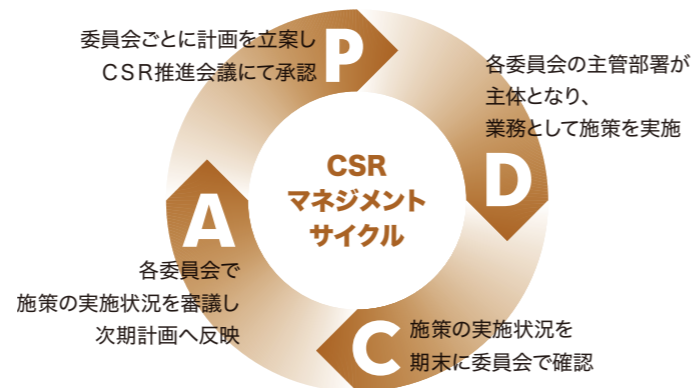 委員会ごとに計画を立案し
CSR推進会議にて承認
P
各委員会の主管部署が
主体となり、
業務として施策を実施
D
CSR
マネジメント
サイクル
A
各委員会で
施策の実施状況を審議し
次期計画へ反映
C
施策の実施状況を
期末に委員会で確認